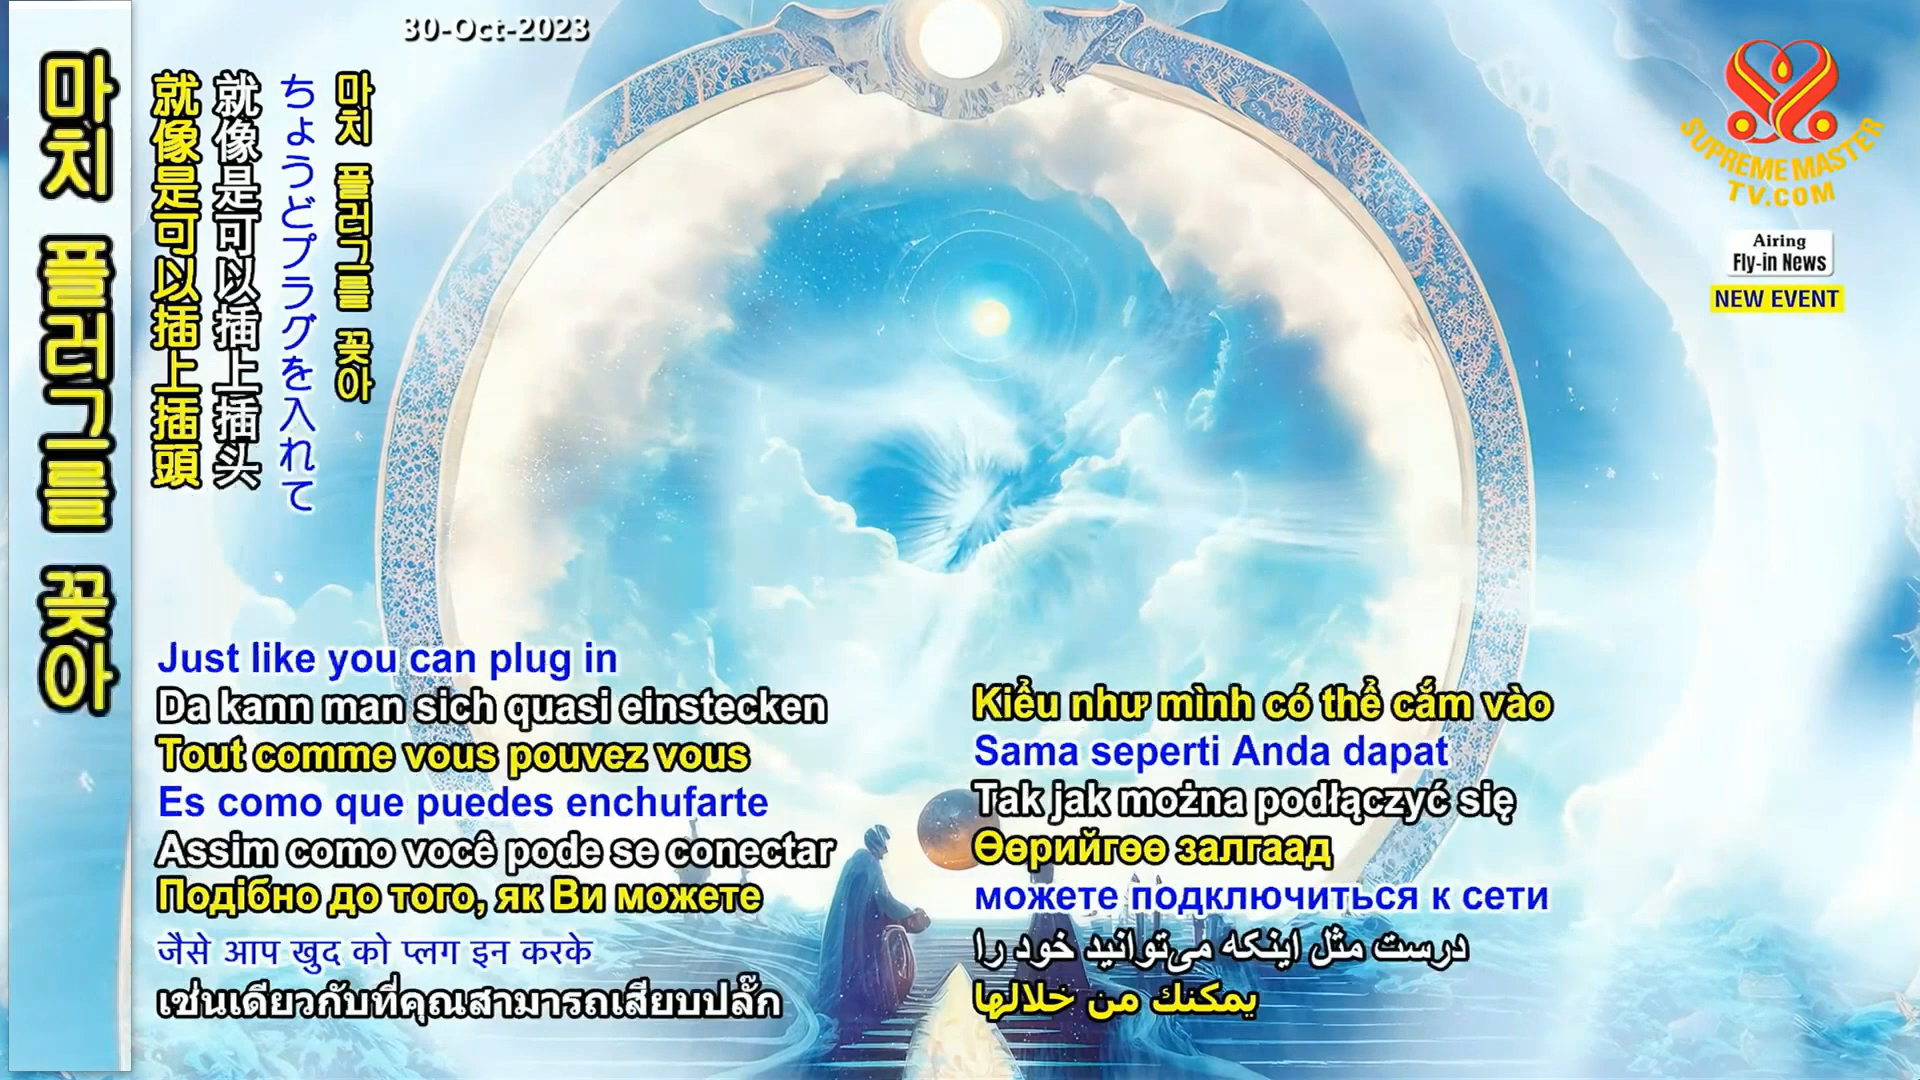 30-Oct-2023
마치 플러그를 꽂아
就像是可以插上插頭
就像是可以插上插头
ちょうどプラグを入れて
마치 플러그를 꽂아
SUPREME MASTER
TV.COM
Airing
Fly-in News
NEW EVENT
Just like you can plug in
Da kann man sich quasi einstecken
Tout comme vous pouvez vous
Es como que puedes enchufarte
Assim como você pode se conectar
Подібно до того, як Ви можете
जैसे आप खुद को प्लग इन करके
เช่นเดียวกับที่คุณสามารถเสียบปลั๊ก
Kiểu như mình có thể cắm vào
Sama seperti Anda dapat
Tak jak można podłączyć się
Өөрийгөө залгаад
можете подключиться к сети
درست مثل اینکه می‌توانید خود را
يمكنك من خلالها